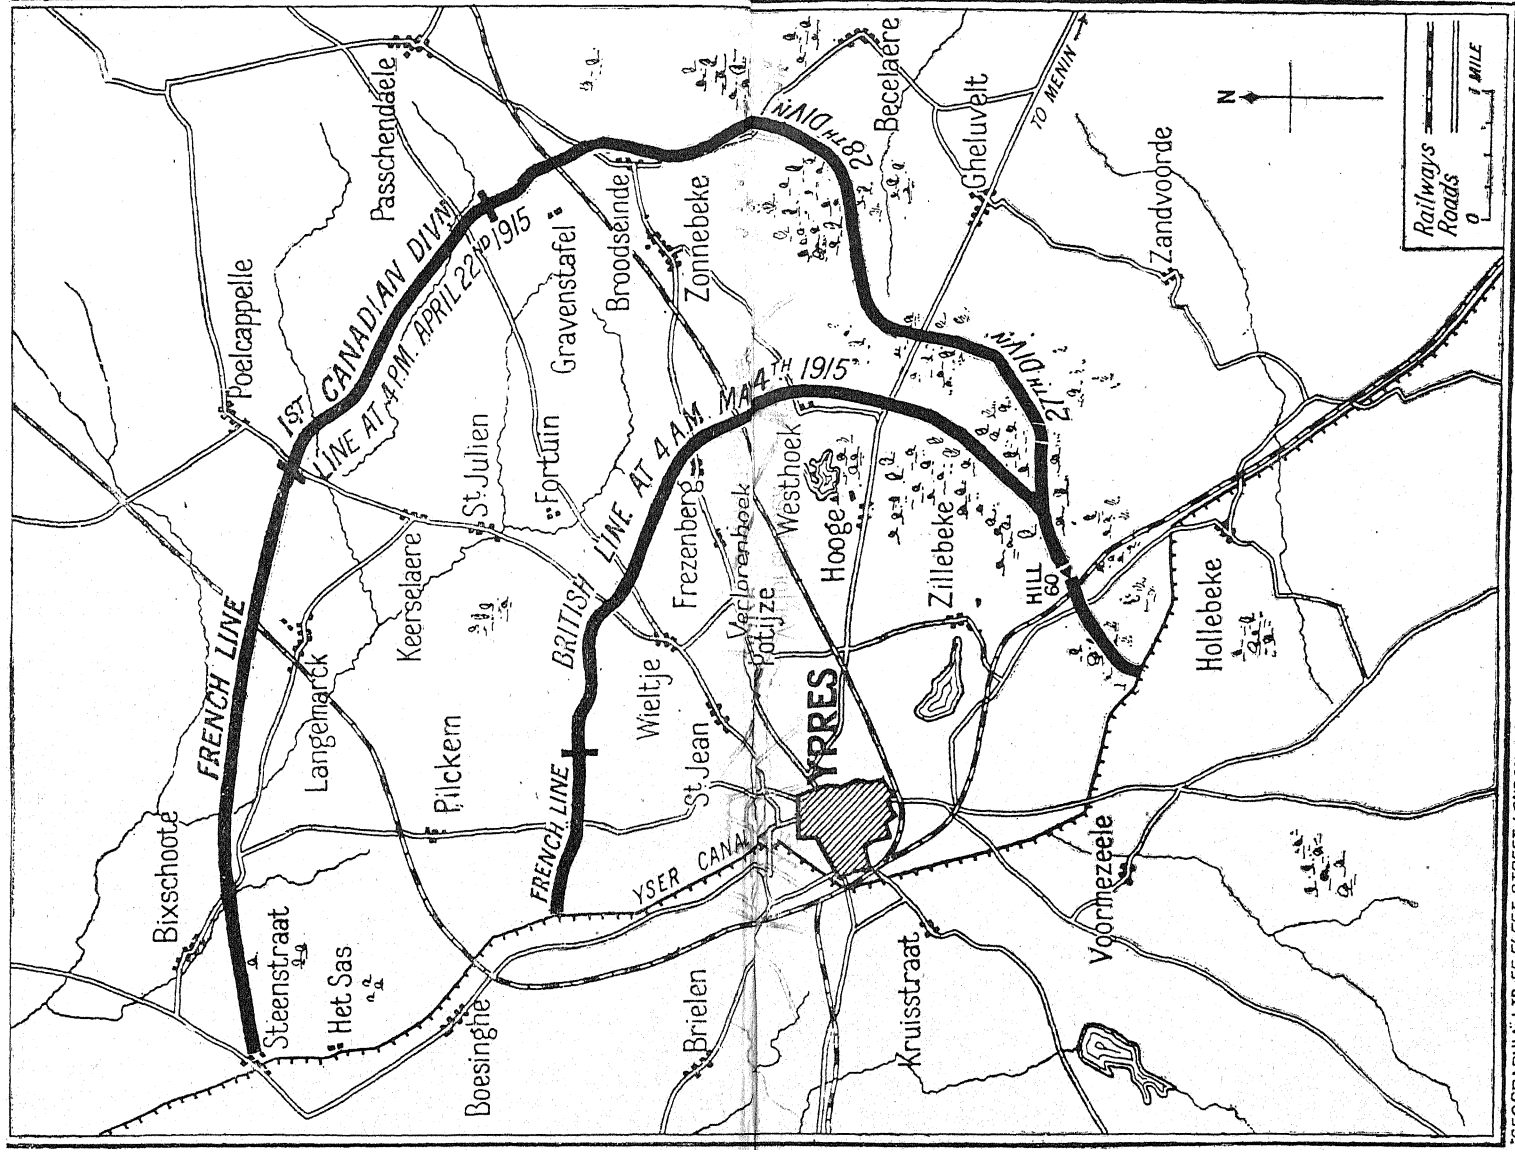 Passchendaele
Becelaere
TO MENIN
N
Railways
Roads
0 1 MILE
28TH DIVN
Gheluvelt
Zandvoorde
Poelcappelle
1ST CANADIAN DIVN
LINE AT 4 P.M. APRIL 22ND 1915
Gravenstafel
Broodseinde
Zonnebeke
27TH DIVN.
BRITISH LINE AT 4 A.M. MA 4TH 1915
St Julien
Fortuin
Keerselaere
Frezenberg
Verlorenhoek
Westhoek
Hooge
Zillebeke
HILL 60
Hollebeke
FRENCH LINE
Langemarck
Pilckem
Wieltje
Potijze
St Jean
YPRES
FRENCH LINE
YSER CANAL
Bixschoote
Steenstraat
Het Sas
Boesinghe
Brielen
Kruisstraat
Voormezeele